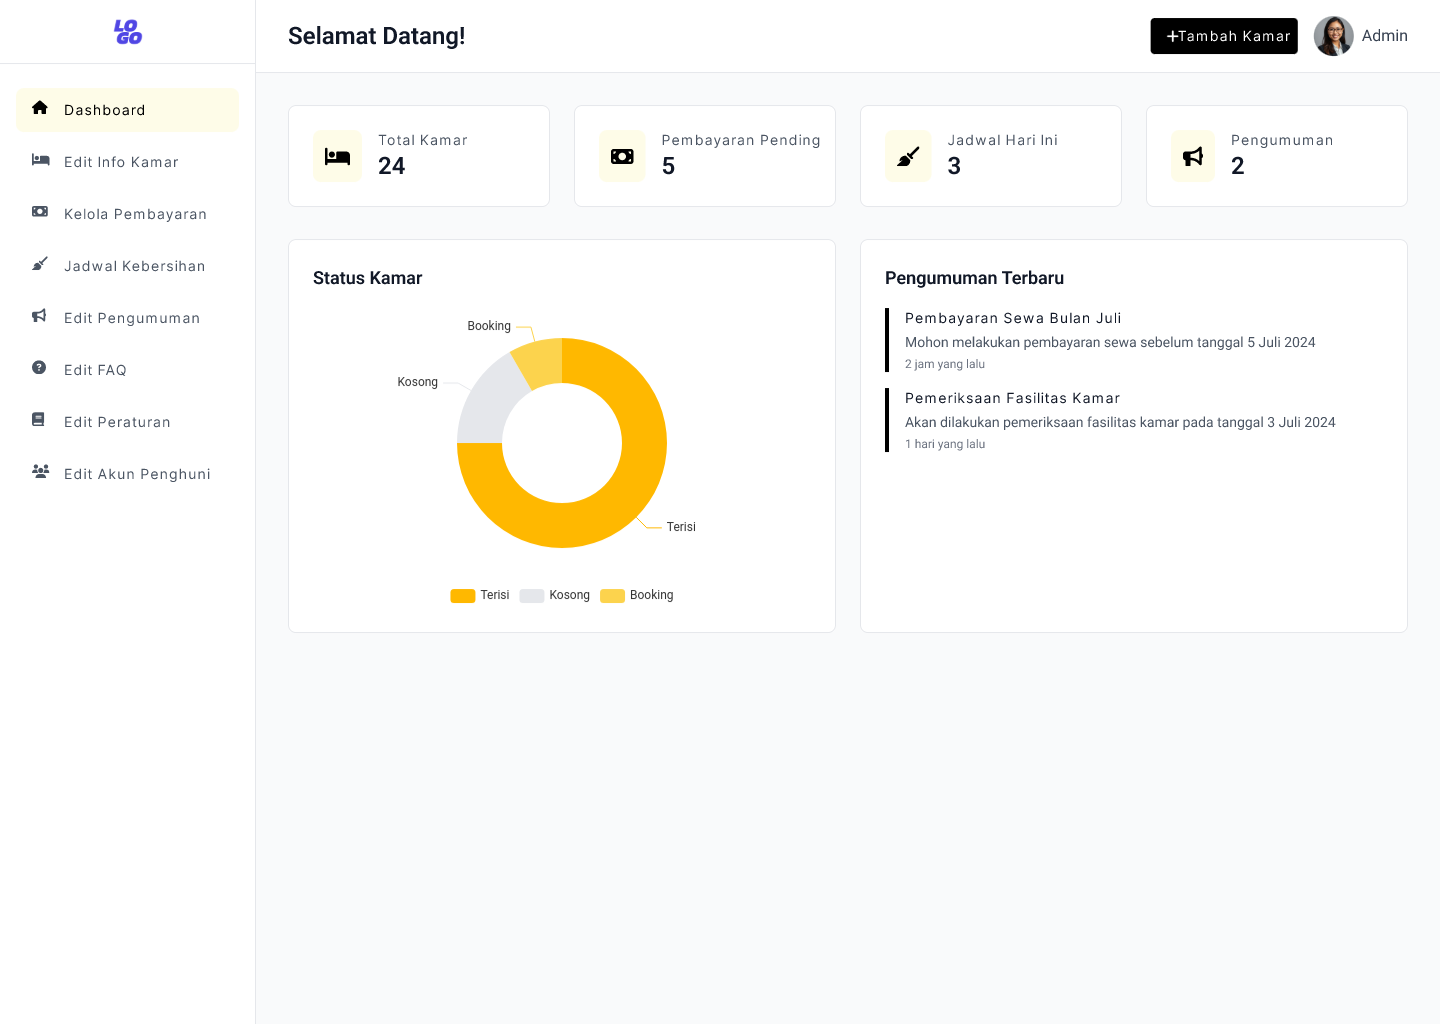 LO
GO
Dashboard
Edit Info Kamar
Kelola Pembayaran
Jadwal Kebersihan
Edit Pengumuman
Edit FAQ
Edit Peraturan
Edit Akun Penghuni
Selamat Datang!
Tambah Kamar
Admin
Total Kamar
24
Pembayaran Pending
5
Jadwal Hari Ini
3
Pengumuman
2
Status Kamar
Booking
Kosong
Terisi
Terisi Kosong Booking
Pengumuman Terbaru
Pembayaran Sewa Bulan Juli
Mohon melakukan pembayaran sewa sebelum tanggal 5 Juli 2024
2 jam yang lalu
Pemeriksaan Fasilitas Kamar
Akan dilakukan pemeriksaan fasilitas kamar pada tanggal 3 Juli 2024
1 hari yang lalu